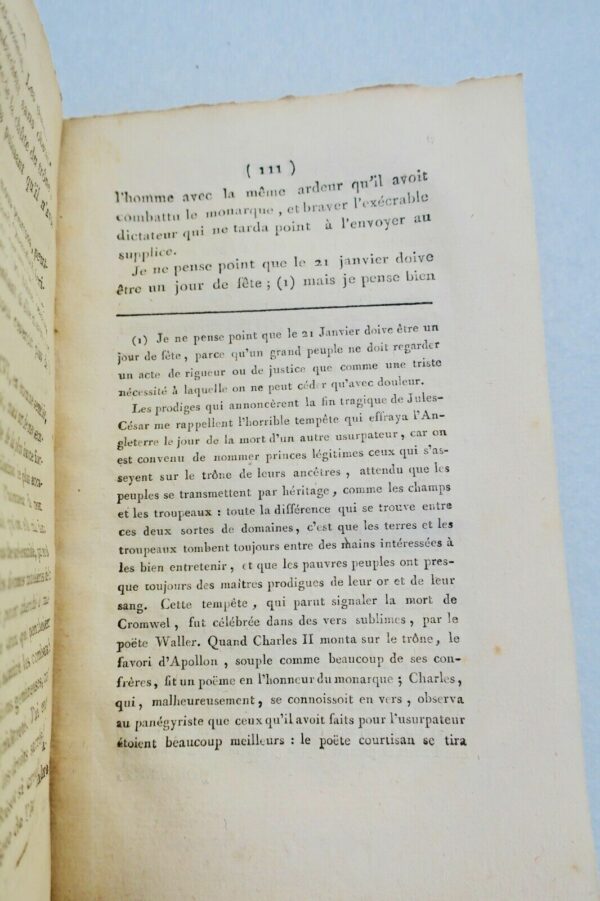 ( 111 )
l'homme avec la même ardeur qu'il avoit
combattu le monarque , et braver l'exécrable
dictateur qui ne tarda point à l'envoyer au
supplice.
Je ne pense point que le 21 janvier doive
être un jour de fête ; (1) mais je pense bien
(1) Je ne pense point que le 21 Janvier doive être un
jour de fête , parce qu'un grand peuple ne doit regarder
un acte de rigueur ou de justice que comme une triste
nécessité à laquelle on ne peut céder qu'avec douleur.
Les prodiges qui annoncèrent la fin tragique de Jules-
César me rappellent l'horrible tempête qui effraya l'An-
gleterre le jour de la mort d'un autre usurpateur , car on
est convenu de nommer princes légitimes ceux qui s'as-
seyent sur le trône de leurs ancêtres , attendu que les
peuples se transmettent par héritage , comme les champs
et les troupeaux : toute la différence qui se trouve entre
ces deux sortes de domaines, c'est que les terres et les
troupeaux tombent toujours entre des mains intéressées à
les bien entretenir , et que les pauvres peuples ont pres-
que toujours des maîtres prodigues de leur or et de leur
sang. Cette tempête , qui parut signaler la mort de
Cromwel , fut célébrée dans des vers sublimes , par le
poëte Waller. Quand Charles II monta sur le trône, le
favori d'Apollon , souple comme beaucoup de ses con-
frères, fit un poëme en l'honneur du monarque ; Charles,
qui , malheureusement , se connoissoit en vers , observa
au panégyriste que ceux qu'il avoit faits pour l'usurpateur
étoient beaucoup meilleurs : le poëte courtisan se tira